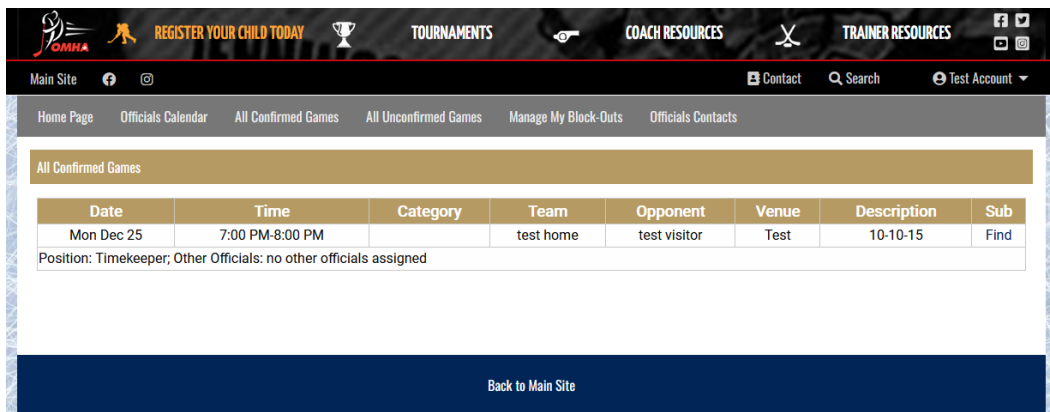 OMHA REGISTER YOUR CHILD TODAY TOURNAMENTS COACH RESOURCES TRAINER RESOURCES
Main Site Contact Search Test Account
Home Page Officials Calendar All Confirmed Games All Unconfirmed Games Manage My Block-Outs Officials Contacts
All Confirmed Games
Date Time Category Team Opponent Venue Description Sub
Mon Dec 25 7:00 PM-8:00 PM test home test visitor Test 10-10-15 Find
Position: Timekeeper; Other Officials: no other officials assigned
Back to Main Site